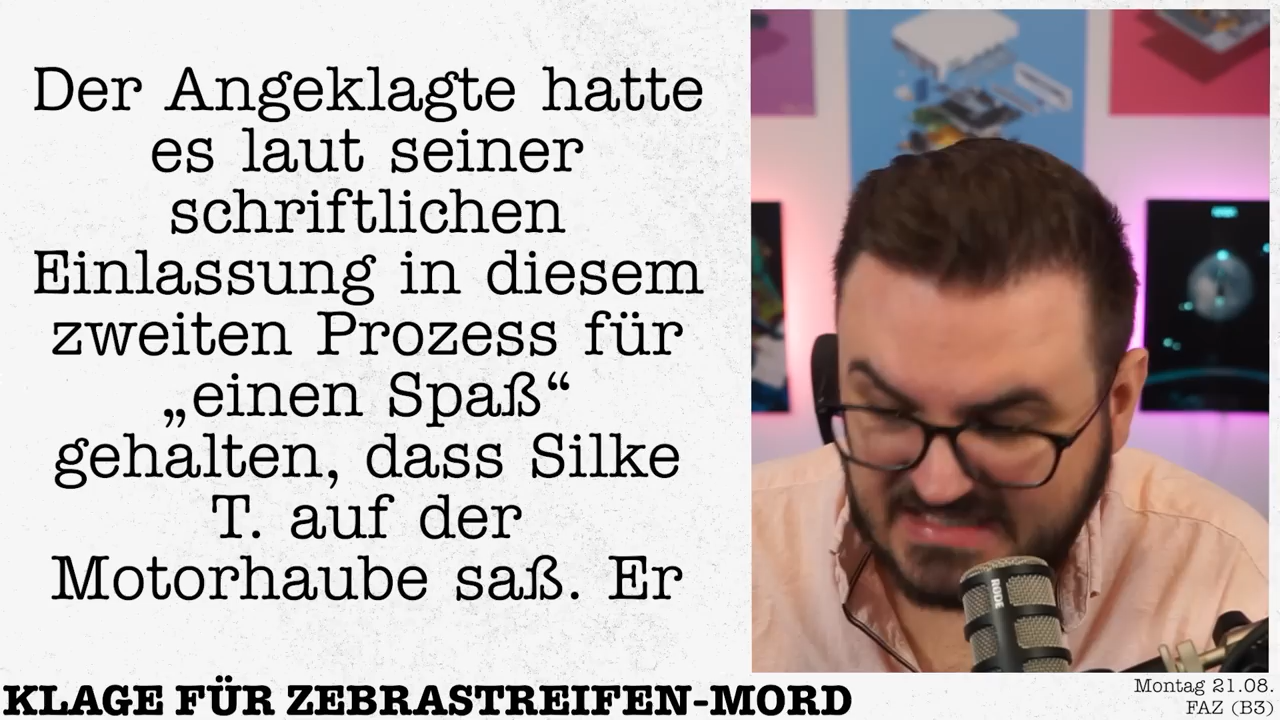 Der Angeklagte hatte
es laut seiner
schriftlichen
Einlassung in diesem
zweiten Prozess für
„einen Spaß“
gehalten, dass Silke
T. auf der
Motorhaube saß. Er
RODE
KLAGE FÜR ZEBRASTREIFEN-MORD
Montag 21.08.
FAZ (B3)